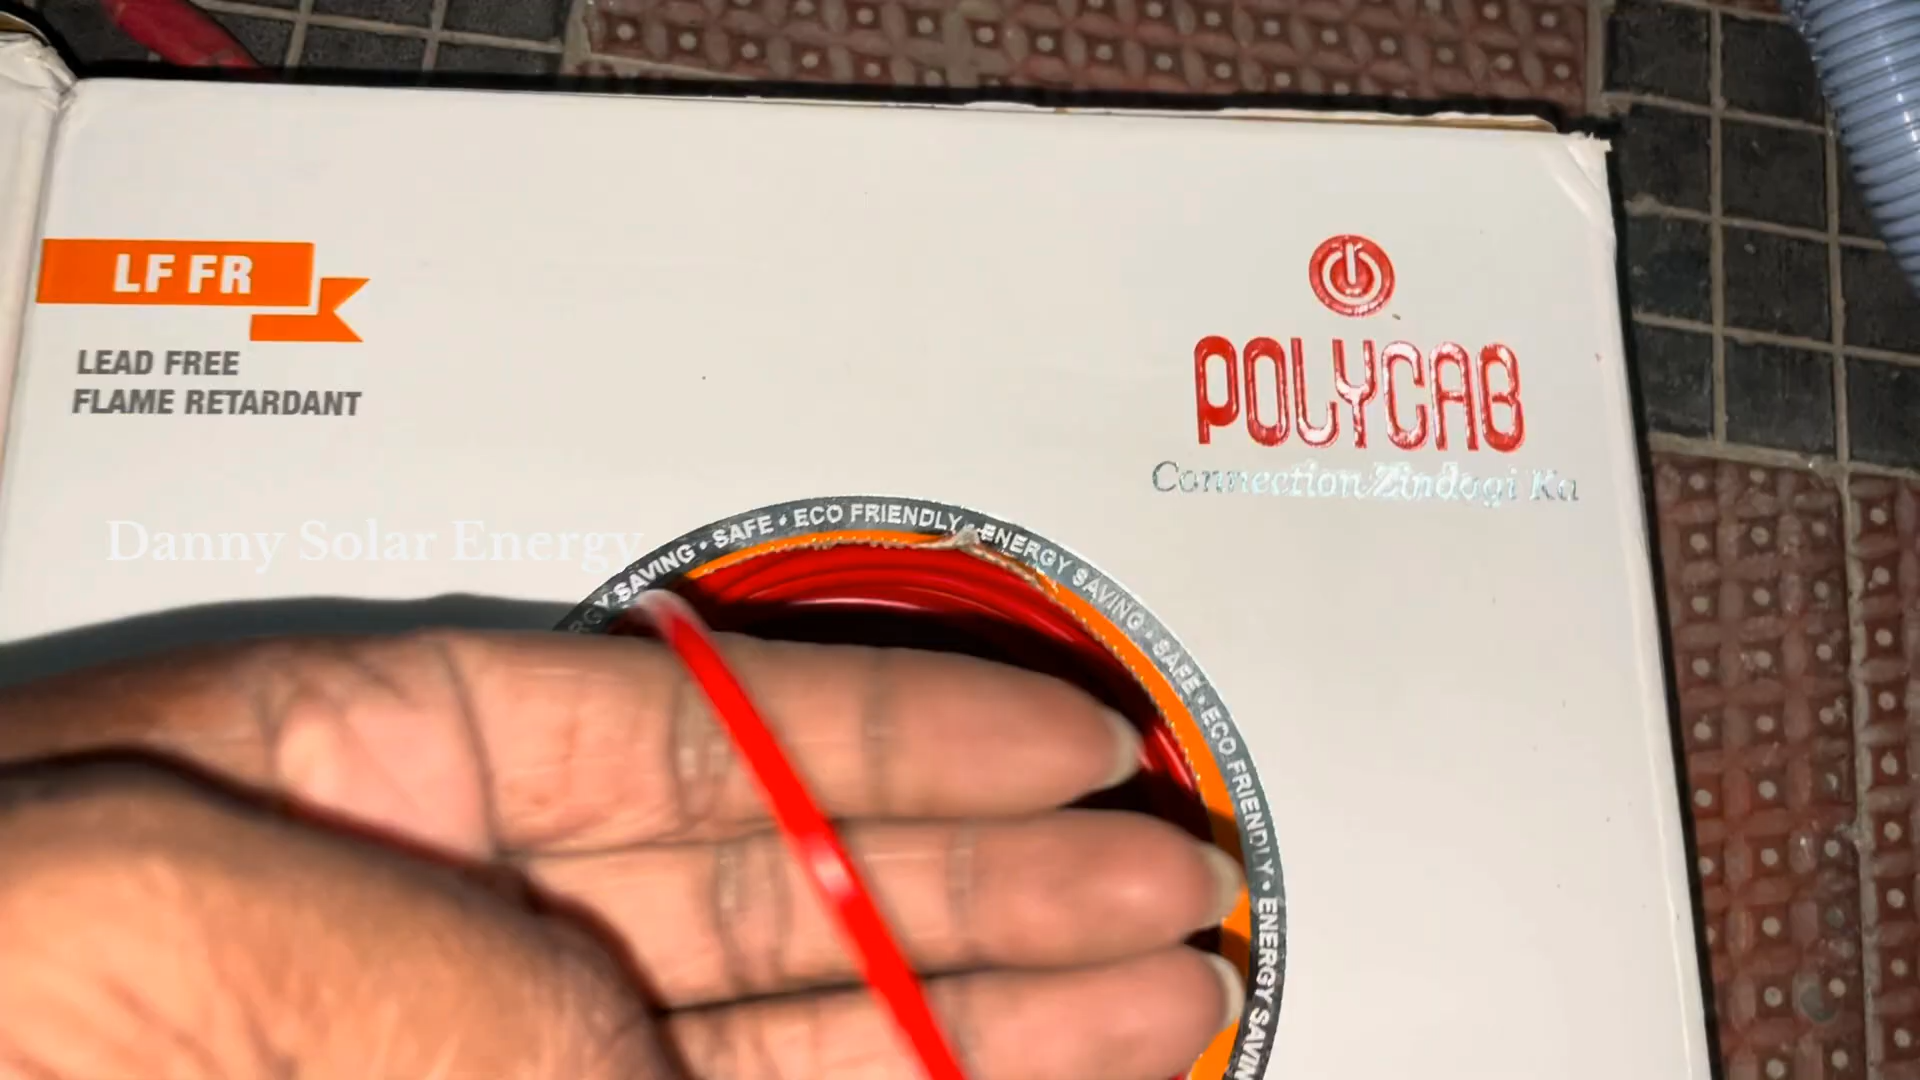 LF FR
LEAD FREE
FLAME RETARDANT
POLYCAB
Connection Zindagi Ka
Danny Solar Energy
SAVING • SAFE • ECO FRIENDLY • ENERGY SAVING • SAFE • ECO FRIENDLY • ENERGY